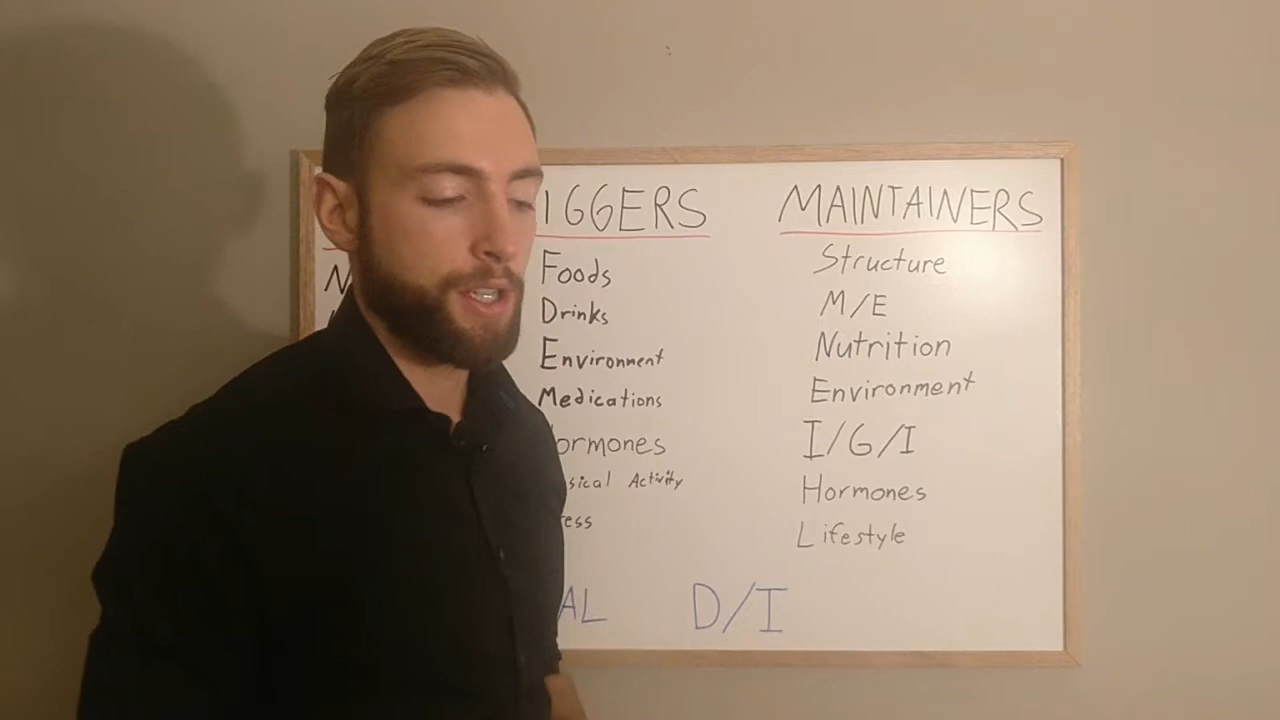 IGGERS
Foods
Drinks
Environment
Medications
ormones
sical Activity
ess
MAINTAINERS
Structure
M/E
Nutrition
Environment
I/G/I
Hormones
Lifestyle
AL D/I